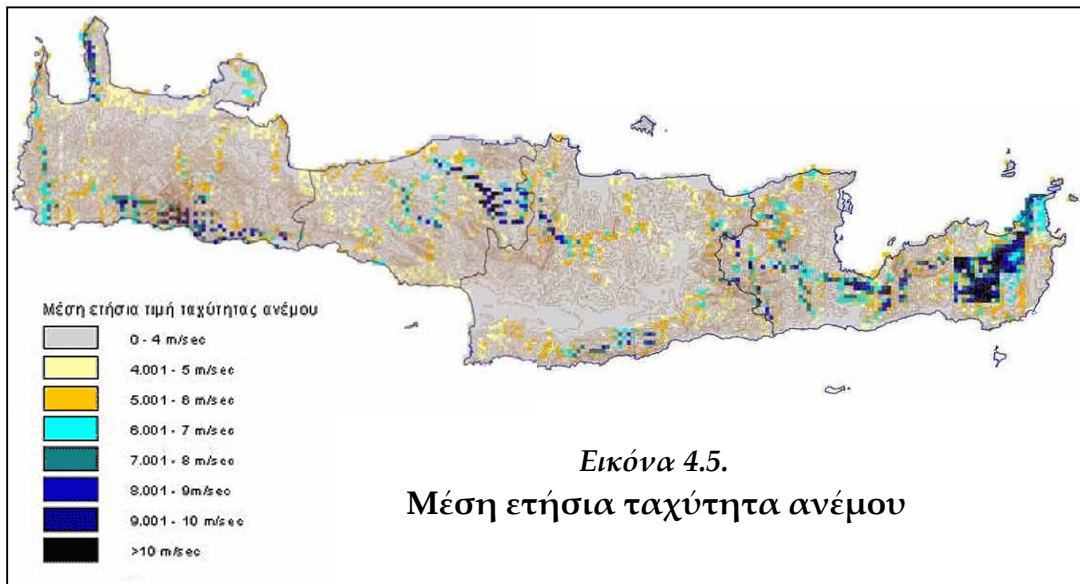 Μέση ετήσια τιμή ταχύτητας ανέμου
0 - 4 m/sec
4.001 - 5 m/sec
5.001 - 6 m/sec
6.001 - 7 m/sec
7.001 - 8 m/sec
8.001 - 9m/sec
9.001 - 10 m/sec
>10 m/sec
Εικόνα 4.5.
Μέση ετήσια ταχύτητα ανέμου